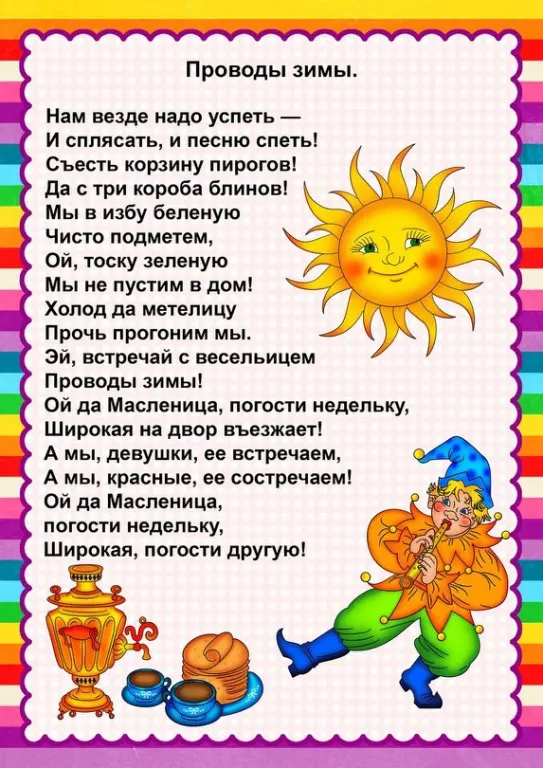 Проводы зимы.
Нам везде надо успеть —
И сплясать, и песню спеть!
Съесть корзину пирогов!
Да с три короба блинов!
Мы в избу беленую
Чисто подметем,
Ой, тоску зеленую
Мы не пустим в дом!
Холод да метелицу
Прочь прогоним мы.
Эй, встречай с весельицем
Проводы зимы!
Ой да Масленица, погости недельку,
Широкая на двор въезжает!
А мы, девушки, ее встречаем,
А мы, красные, ее состречаем!
Ой да Масленица,
погости недельку,
Широкая, погости другую!